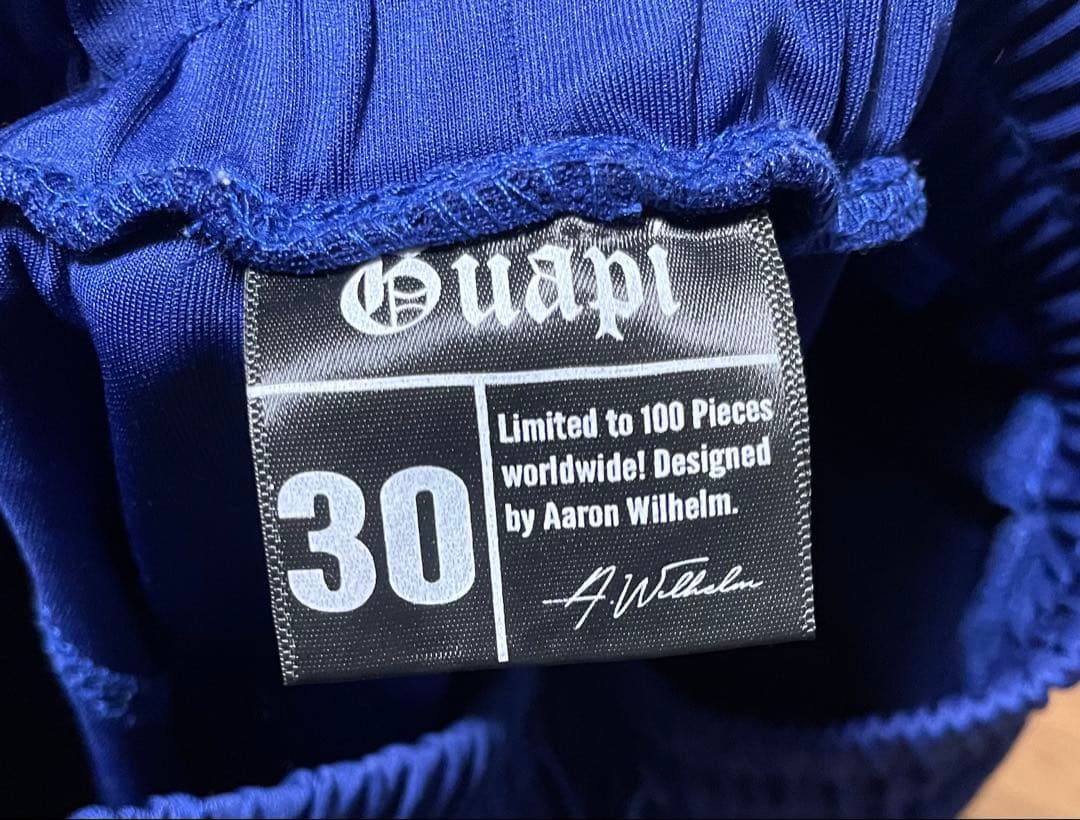 Guapi
30
Limited to 100 Pieces
worldwide! Designed
by Aaron Wilhelm.
A. Wilhelm